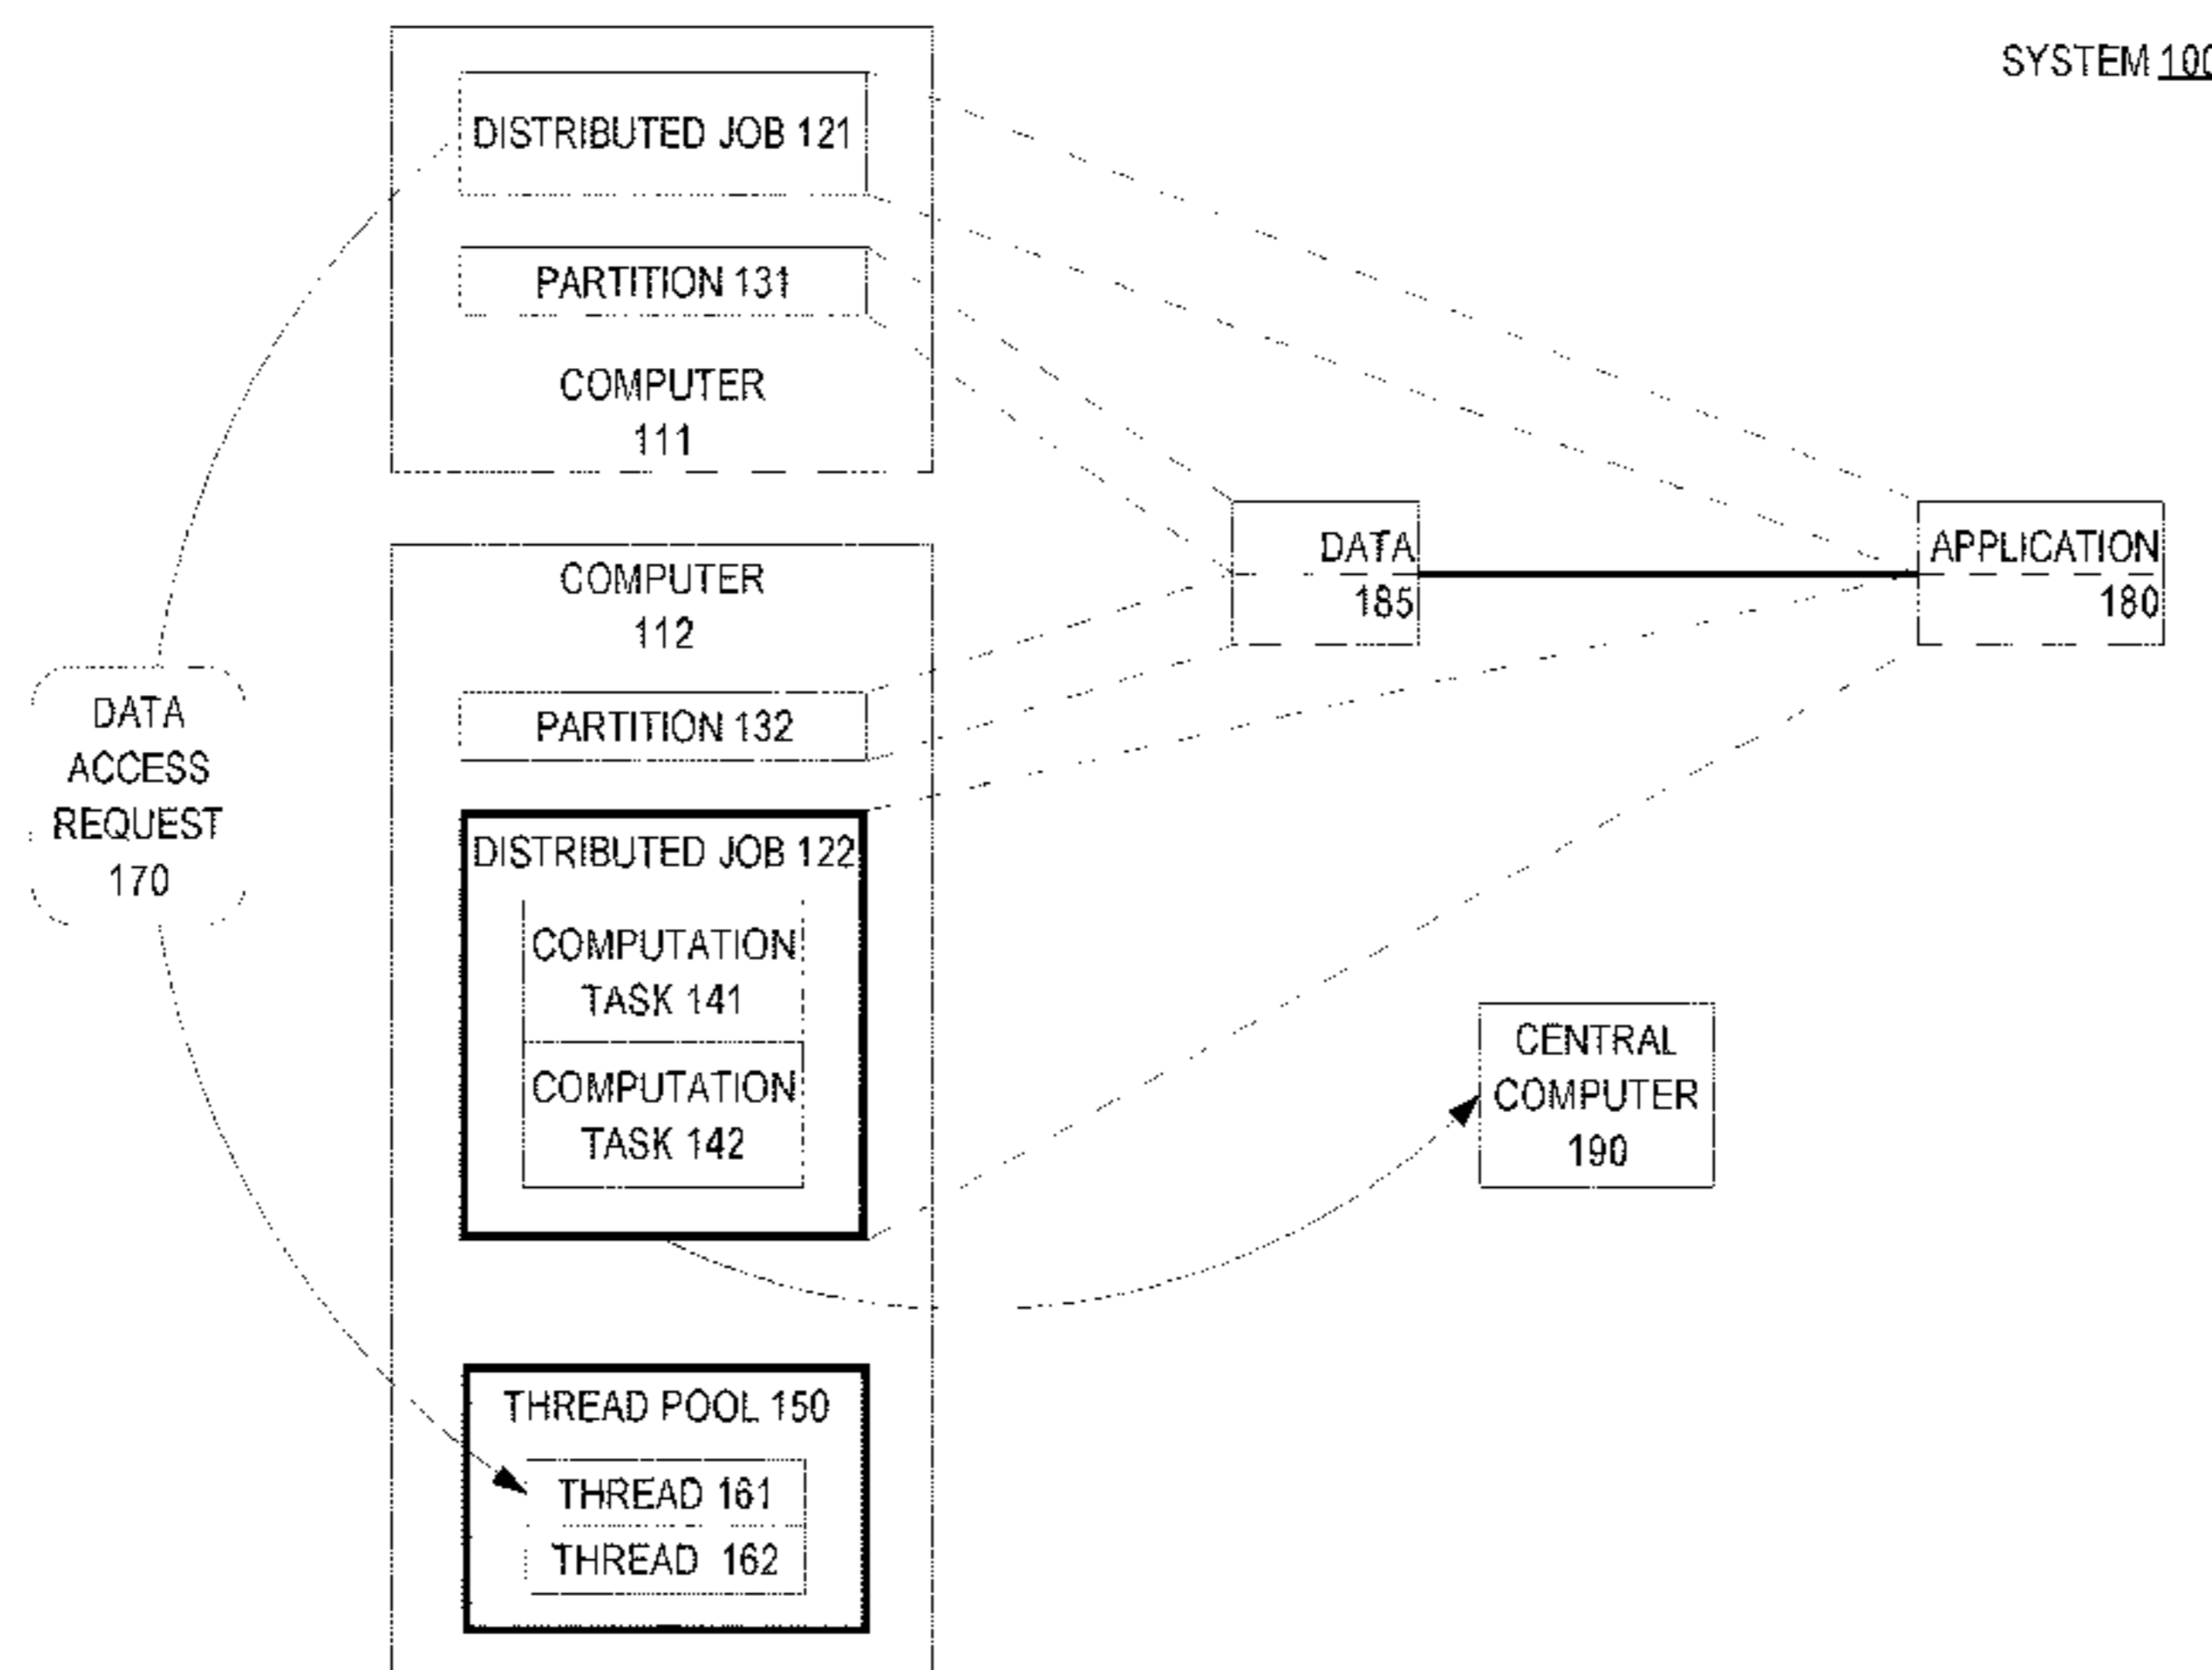 SYSTEM 100
DISTRIBUTED JOB 121
PARTITION 131
COMPUTER
111
DATA
185
APPLICATION
180
COMPUTER
112
PARTITION 132
DATA
ACCESS
REQUEST
170
DISTRIBUTED JOB 122
COMPUTATION
TASK 141
COMPUTATION
TASK 142
CENTRAL
COMPUTER
190
THREAD POOL 150
THREAD 161
THREAD 162